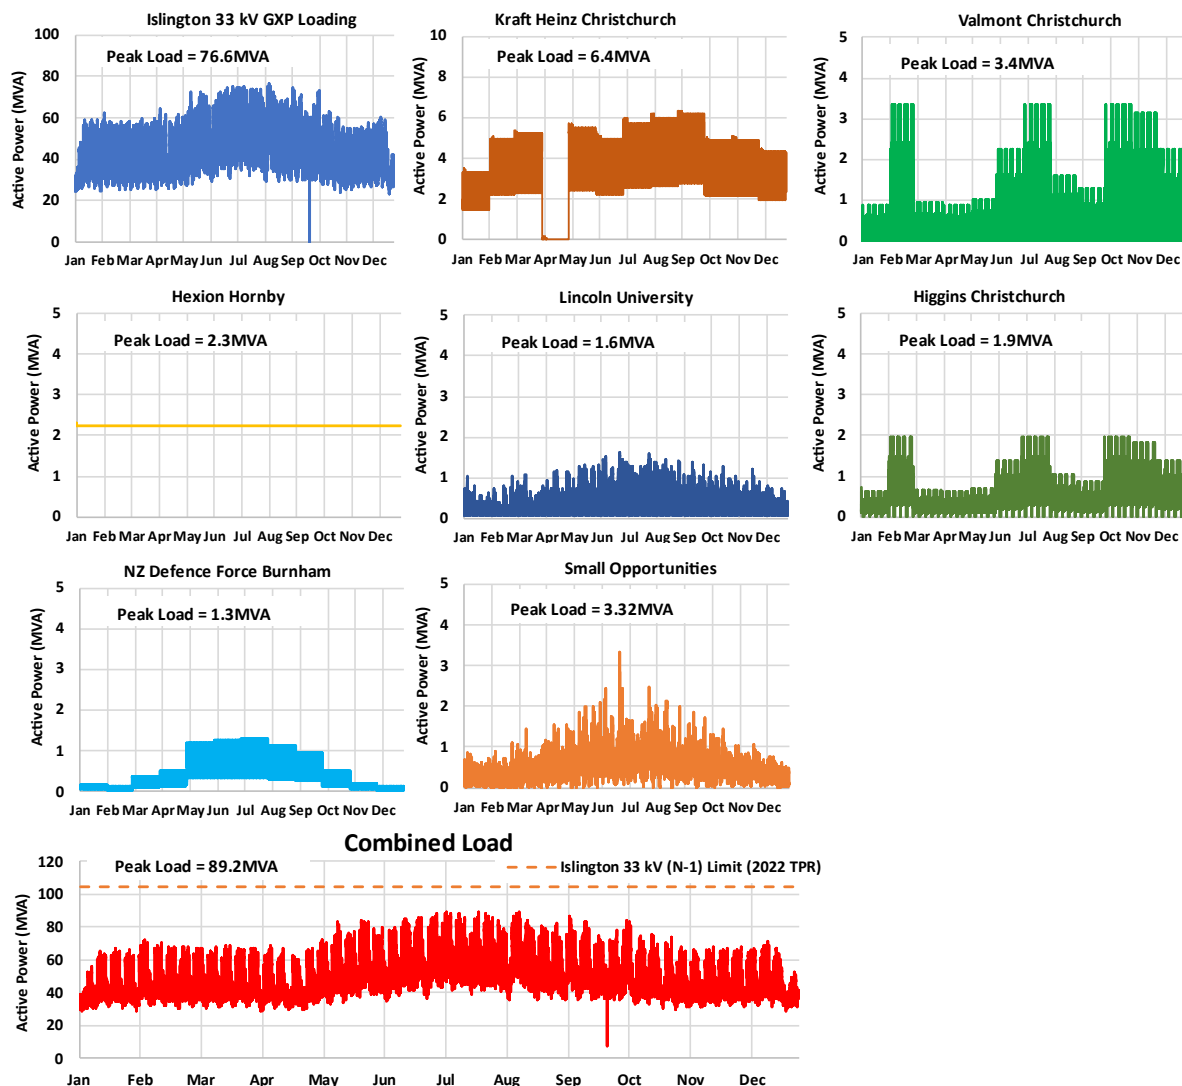 Islington 33 kV GXP Loading
Peak Load = 76.6MVA
Active Power (MVA)
100
80
60
40
20
0
Jan Feb Mar Apr May Jun Jul Aug Sep Oct Nov Dec
Kraft Heinz Christchurch
Peak Load = 6.4MVA
Active Power (MVA)
10
8
6
4
2
0
Jan Feb Mar Apr May Jun Jul Aug Sep Oct Nov Dec
Valmont Christchurch
Peak Load = 3.4MVA
Active Power (MVA)
5
4
3
2
1
0
Jan Feb Mar Apr May Jun Jul Aug Sep Oct Nov Dec
Hexion Hornby
Peak Load = 2.3MVA
Active Power (MVA)
5
4
3
2
1
0
Jan Feb Mar Apr May Jun Jul Aug Sep Oct Nov Dec
Lincoln University
Peak Load = 1.6MVA
Active Power (MVA)
5
4
3
2
1
0
Jan Feb Mar Apr May Jun Jul Aug Sep Oct Nov Dec
Higgins Christchurch
Peak Load = 1.9MVA
Active Power (MVA)
5
4
3
2
1
0
Jan Feb Mar Apr May Jun Jul Aug Sep Oct Nov Dec
NZ Defence Force Burnham
Peak Load = 1.3MVA
Active Power (MVA)
5
4
3
2
1
0
Jan Feb Mar Apr May Jun Jul Aug Sep Oct Nov Dec
Small Opportunities
Peak Load = 3.32MVA
Active Power (MVA)
5
4
3
2
1
0
Jan Feb Mar Apr May Jun Jul Aug Sep Oct Nov Dec
Combined Load
Peak Load = 89.2MVA
Islington 33 kV (N-1) Limit (2022 TPR)
Active Power (MVA)
120
100
80
60
40
20
0
Jan Feb Mar Apr May Jun Jul Aug Sep Oct Nov Dec